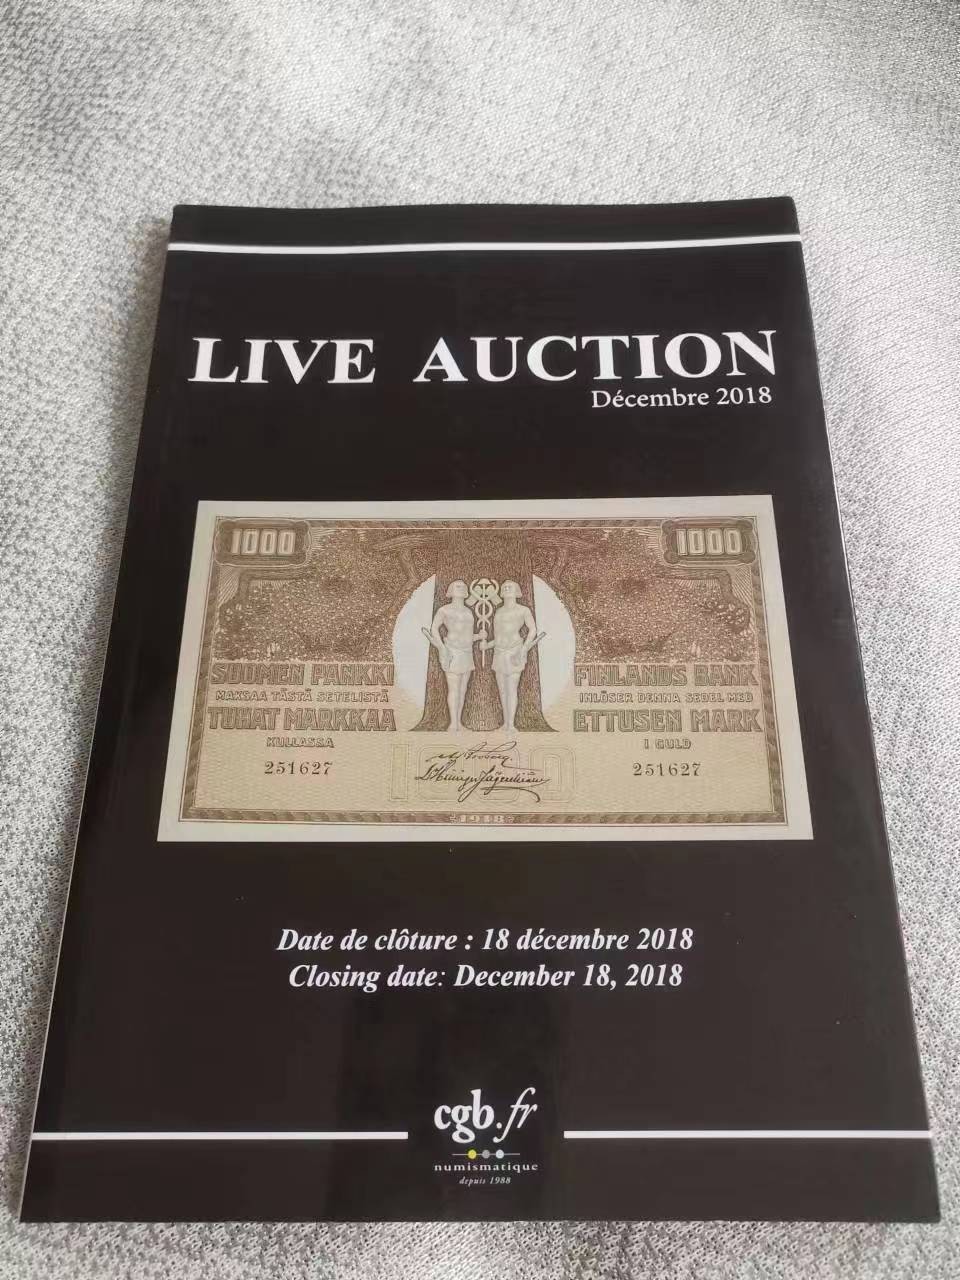 LIVE AUCTION
Décembre 2018
1000 1000
SUOMEN PANKKI
MAKSAA TÄSTÄ SETELISTÄ
TUHAT MARKKAA
KULLASSA
251627
FINLANDS BANK
INLÖSER DENNA SEDEL MED
ETTUSEN MARK
I GULD
251627
1000
1918
Date de clôture : 18 décembre 2018
Closing date: December 18, 2018
cgb.fr
numismatique
depuis 1988